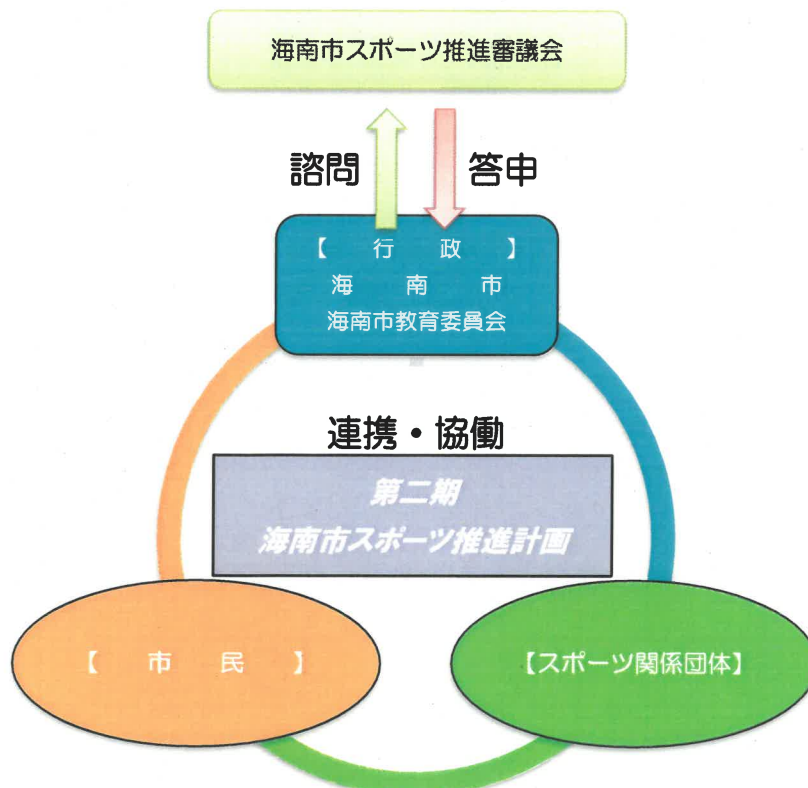 海南市スポーツ推進審議会
諮問
答申
【 行 政 】
海 南 市
海南市教育委員会
連携・協働
第二期
海南市スポーツ推進計画
【 市 民 】
【スポーツ関係団体】